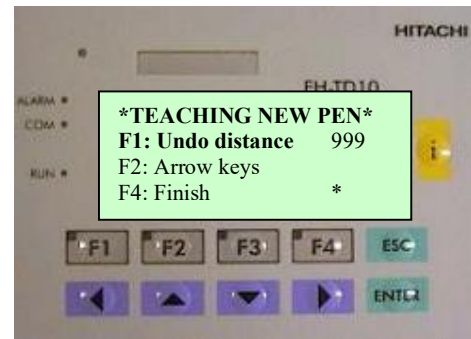 HITACHI
EH-TD10
ALARM
COM
RUN
*TEACHING NEW PEN*
F1: Undo distance 999
F2: Arrow keys
F4: Finish *
i
F1 F2 F3 F4 ESC
ENTER